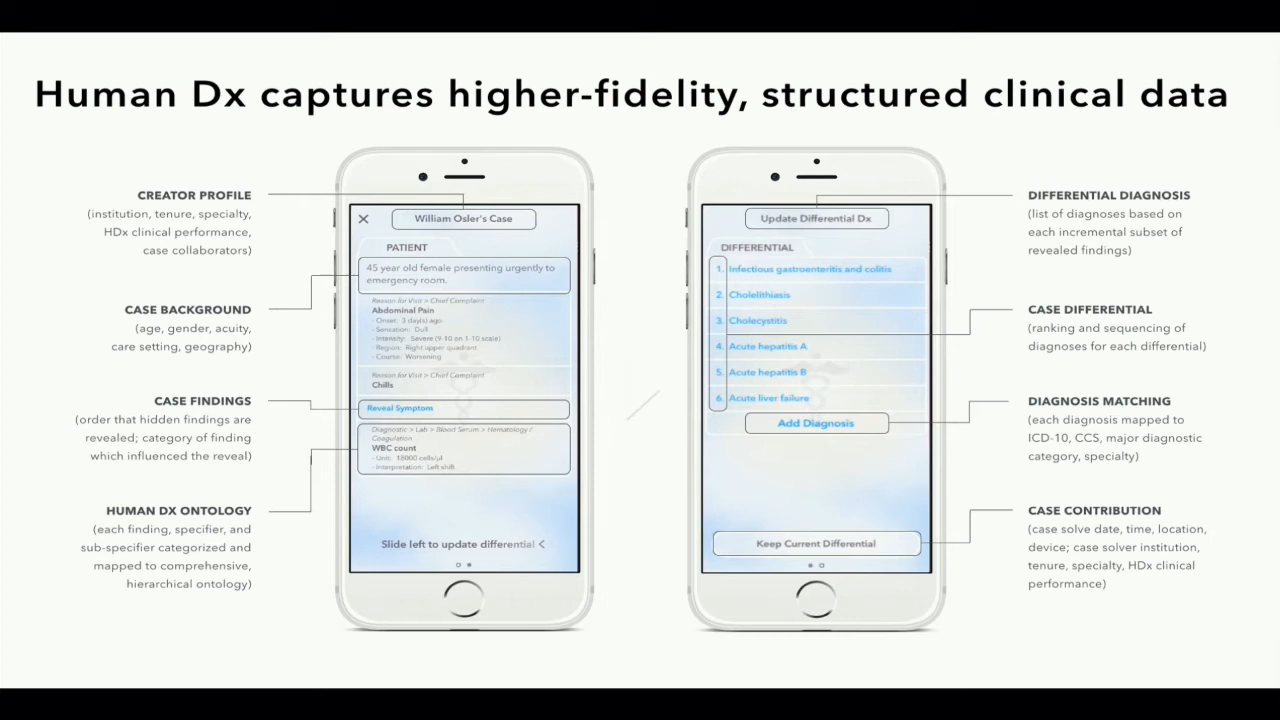 Human Dx captures higher-fidelity, structured clinical data
CREATOR PROFILE
(institution, tenure, specialty,
HDx clinical performance,
case collaborators)
CASE BACKGROUND
(age, gender, acuity,
care setting, geography)
CASE FINDINGS
(order that hidden findings are
revealed; category of finding
which influenced the reveal)
HUMAN DX ONTOLOGY
(each finding, specifier, and
sub-specifier categorized and
mapped to comprehensive,
hierarchical ontology)
William Osler's Case
PATIENT
45 year old female presenting urgently to
emergency room.
Reason for Visit > Chief Complaint
Abdominal Pain
- Onset: 3 day(s) ago
- Sensation: Dull
- Intensity: Severe (9-10 on 1-10 scale)
- Region: Right upper quadrant
- Course: Worsening
Reason for Visit > Chief Complaint
Chills
Reveal Symptom
Diagnostic > Lab > Blood Serum > Hematology /
Coagulation
WBC count
- Unit: 18000 cells/μl
- Interpretation: Left shift
Slide left to update differential <
Update Differential Dx
DIFFERENTIAL
1. Infectious gastroenteritis and colitis
2. Cholelithiasis
3. Cholecystitis
4. Acute hepatitis A
5. Acute hepatitis B
6. Acute liver failure
Add Diagnosis
Keep Current Differential
DIFFERENTIAL DIAGNOSIS
(list of diagnoses based on
each incremental subset of
revealed findings)
CASE DIFFERENTIAL
(ranking and sequencing of
diagnoses for each differential)
DIAGNOSIS MATCHING
(each diagnosis mapped to
ICD-10, CCS, major diagnostic
category, specialty)
CASE CONTRIBUTION
(case solve date, time, location,
device; case solver institution,
tenure, specialty, HDx clinical
performance)